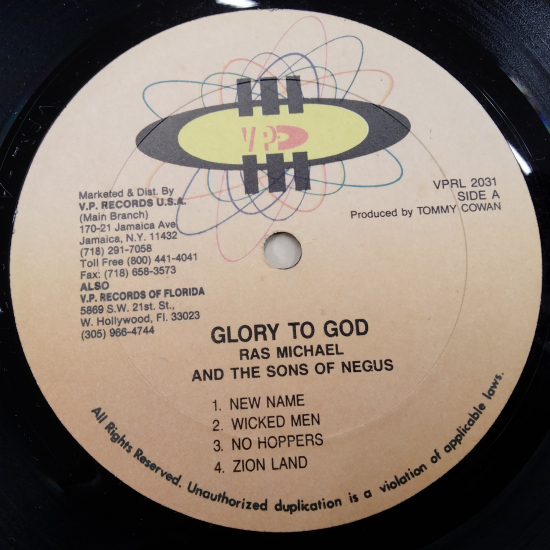 VP
Marketed & Dist. By
V.P. RECORDS U.S.A.
(Main Branch)
170-21 Jamaica Ave
Jamaica, N.Y. 11432
(718) 291-7058
Toll Free (800) 441-4041
Fax: (718) 658-3573
ALSO
V.P. RECORDS OF FLORIDA
5869 S.W. 21st. St.,
W. Hollywood, Fl. 33023
(305) 966-4744
VPRL 2031
SIDE A
Produced by TOMMY COWAN
GLORY TO GOD
RAS MICHAEL
AND THE SONS OF NEGUS
1. NEW NAME
2. WICKED MEN
3. NO HOPPERS
4. ZION LAND
All Rights Reserved. Unauthorized duplication is a violation of applicable laws.